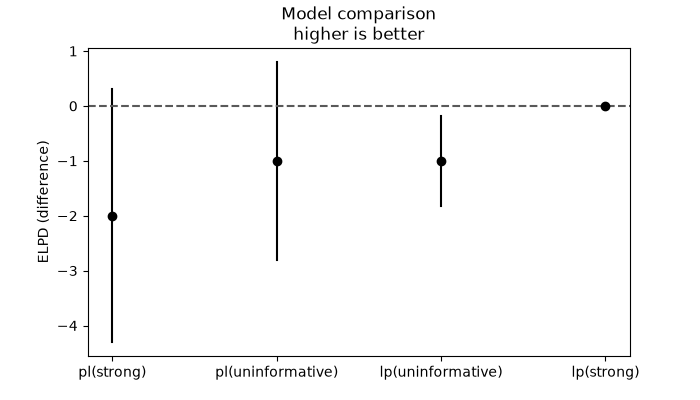 Model comparison
higher is better
ELPD (difference)
1
0
−1
−2
−3
−4
pl(strong) pl(uninformative) lp(uninformative) lp(strong)